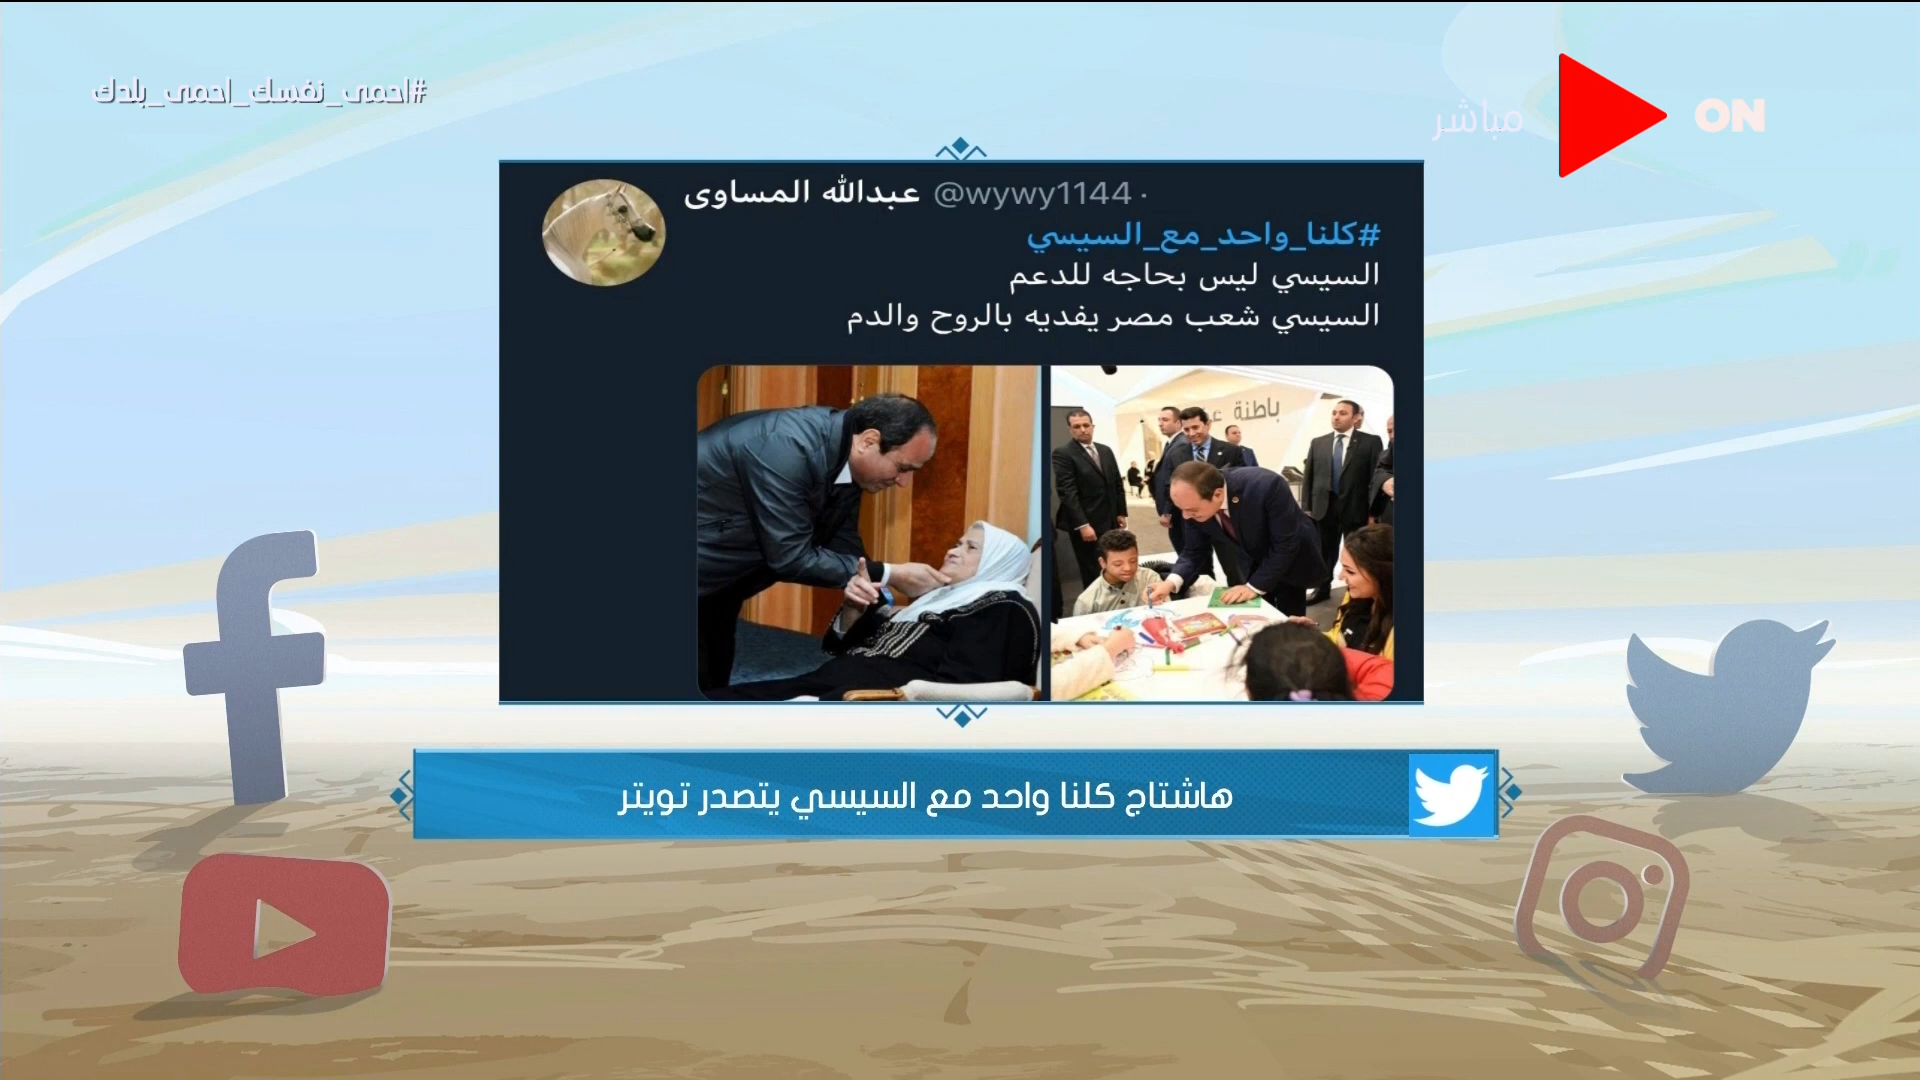 #احمى_نفسك_احمى_بلدك
مباشر
ON
عبدالله المساوى @wywy1144 ·
#كلنا_واحد_مع_السيسي
السيسي ليس بحاجه للدعم
السيسي شعب مصر يفديه بالروح والدم
باطنة
هاشتاج كلنا واحد مع السيسي يتصدر تويتر